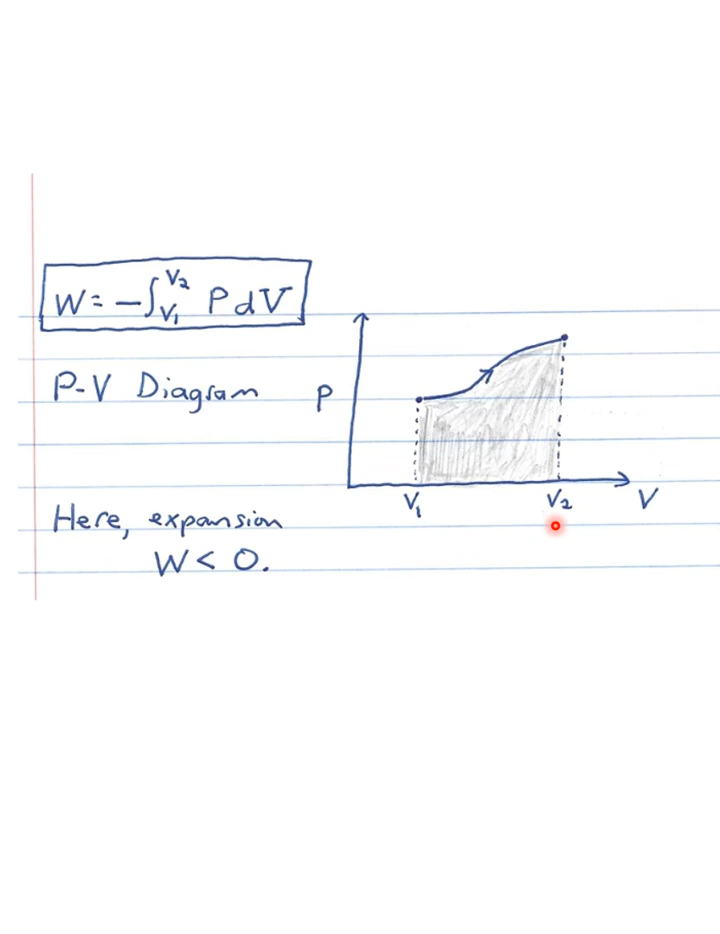 W = -∫_{V₁}^{V₂} P dV
P-V Diagram
P
V₁
V₂
V
Here, expansion
W < 0.